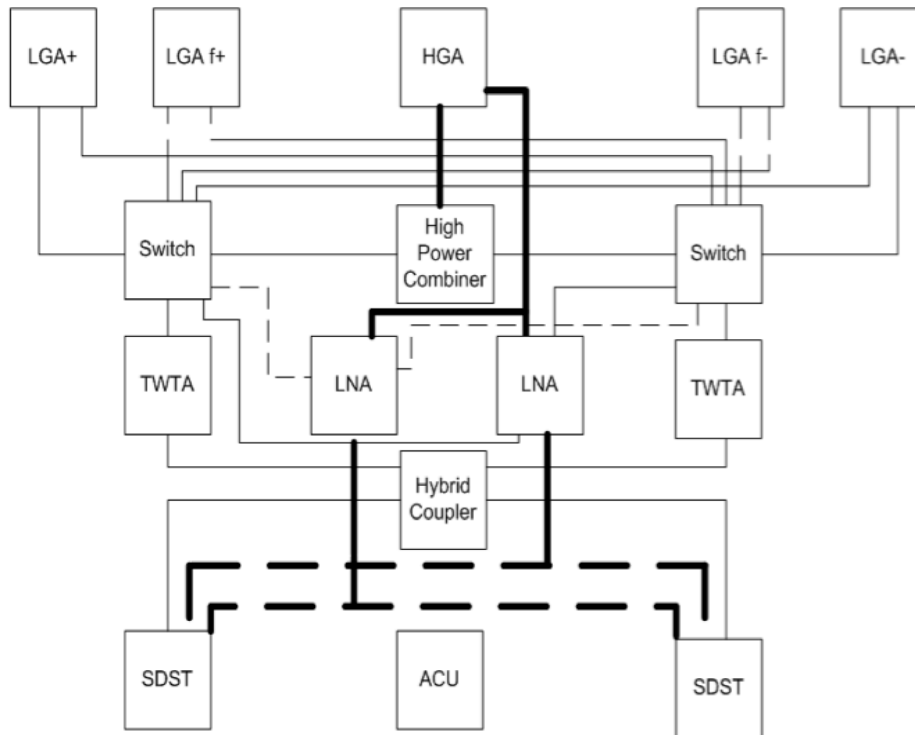 LGA+
LGA f+
HGA
LGA f-
LGA-
Switch
High
Power
Combiner
Switch
TWTA
LNA
LNA
TWTA
Hybrid
Coupler
SDST
ACU
SDST